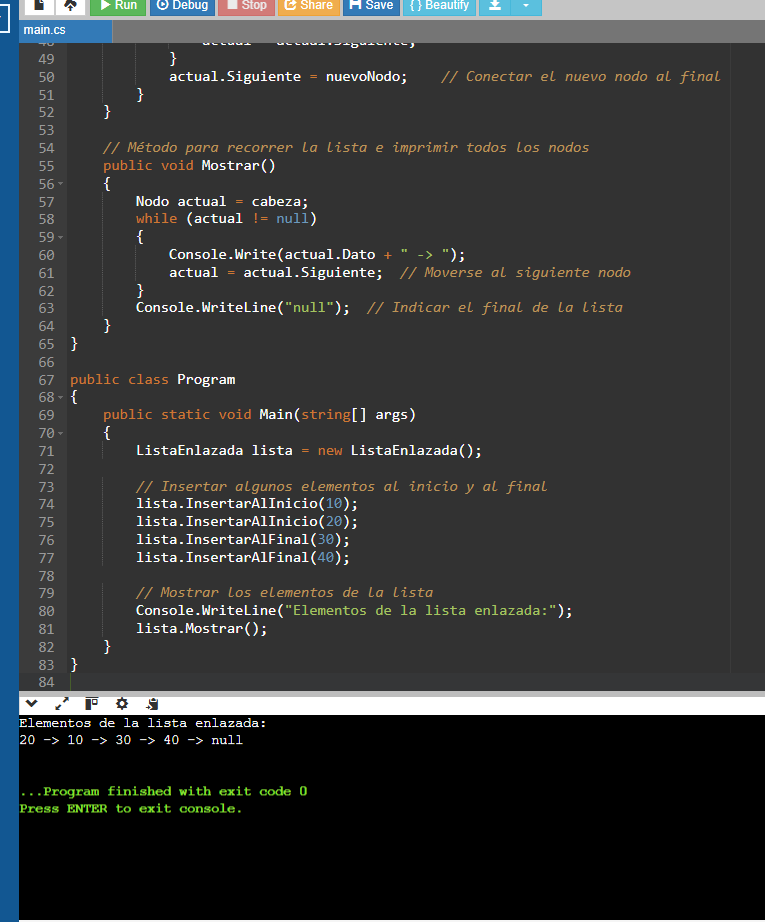 Run Debug Stop Share Save { } Beautify
main.cs
48 actual = actual.Siguiente;
49 }
50 actual.Siguiente = nuevoNodo; // Conectar el nuevo nodo al final
51 }
52 }
53
54 // Método para recorrer la lista e imprimir todos los nodos
55 public void Mostrar()
56 {
57 Nodo actual = cabeza;
58 while (actual != null)
59 {
60 Console.Write(actual.Dato + " -> ");
61 actual = actual.Siguiente; // Moverse al siguiente nodo
62 }
63 Console.WriteLine("null"); // Indicar el final de la lista
64 }
65 }
66
67 public class Program
68 {
69 public static void Main(string[] args)
70 {
71 ListaEnlazada lista = new ListaEnlazada();
72
73 // Insertar algunos elementos al inicio y al final
74 lista.InsertarAlInicio(10);
75 lista.InsertarAlInicio(20);
76 lista.InsertarAlFinal(30);
77 lista.InsertarAlFinal(40);
78
79 // Mostrar los elementos de la lista
80 Console.WriteLine("Elementos de la lista enlazada:");
81 lista.Mostrar();
82 }
83 }
84
Elementos de la lista enlazada:
20 -> 10 -> 30 -> 40 -> null
...Program finished with exit code 0
Press ENTER to exit console.